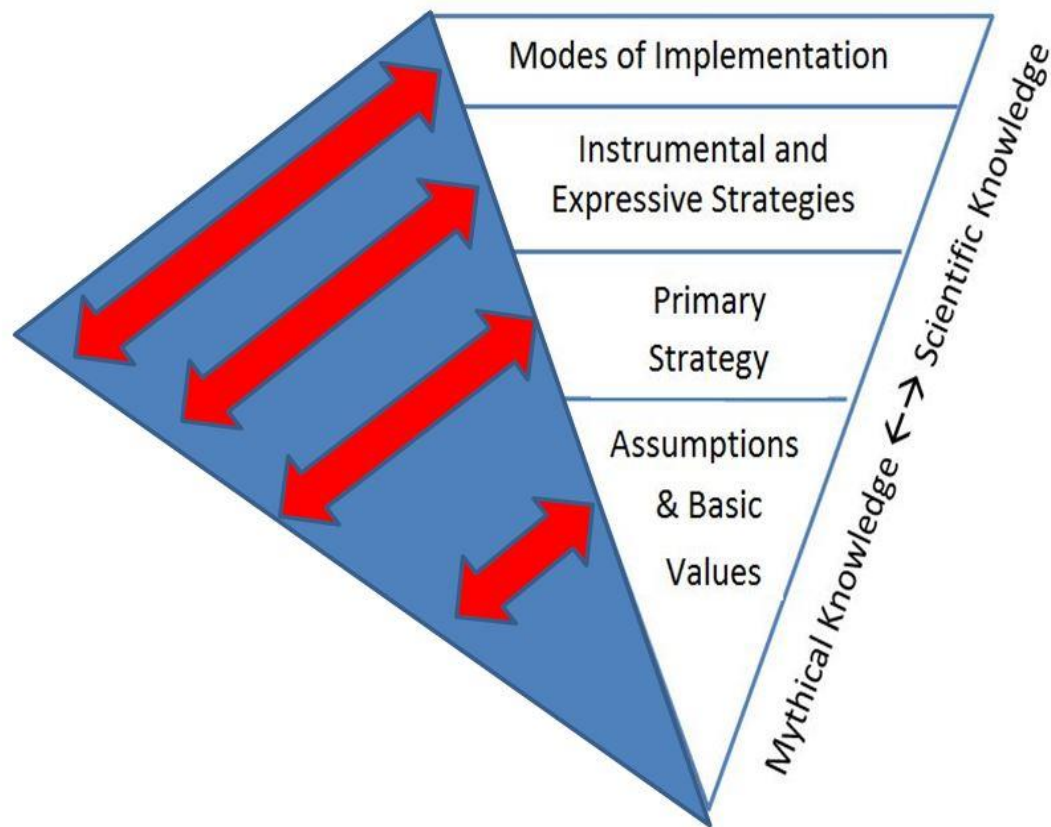 Modes of Implementation
Instrumental and
Expressive Strategies
Primary
Strategy
Assumptions
& Basic
Values
Mythical Knowledge ←→ Scientific Knowledge